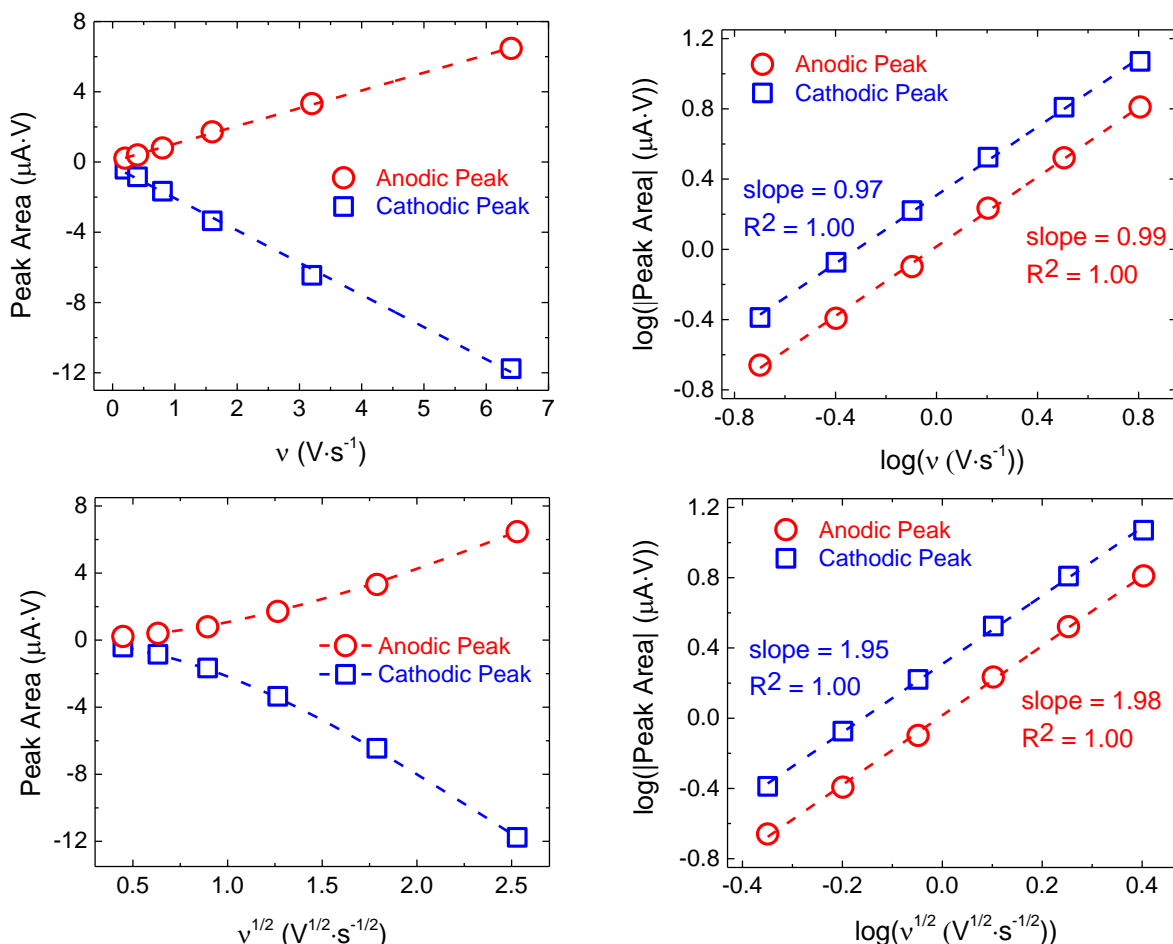 8
4
0
-4
-8
-12
Peak Area (μA·V)
Anodic Peak
Cathodic Peak
0 1 2 3 4 5 6 7
ν (V·s⁻¹)
1.2
0.8
0.4
0.0
-0.4
-0.8
log(|Peak Area| (μA·V))
Anodic Peak
Cathodic Peak
slope = 0.97
R² = 1.00
slope = 0.99
R² = 1.00
-0.8 -0.4 0.0 0.4 0.8
log(ν (V·s⁻¹))
8
4
0
-4
-8
-12
Peak Area (μA·V)
Anodic Peak
Cathodic Peak
0.5 1.0 1.5 2.0 2.5
ν^1/2 (V^1/2·s^-1/2)
1.2
0.8
0.4
0.0
-0.4
-0.8
log(|Peak Area| (μA·V))
Anodic Peak
Cathodic Peak
slope = 1.95
R² = 1.00
slope = 1.98
R² = 1.00
-0.4 -0.2 0.0 0.2 0.4
log(ν^1/2 (V^1/2·s^-1/2))